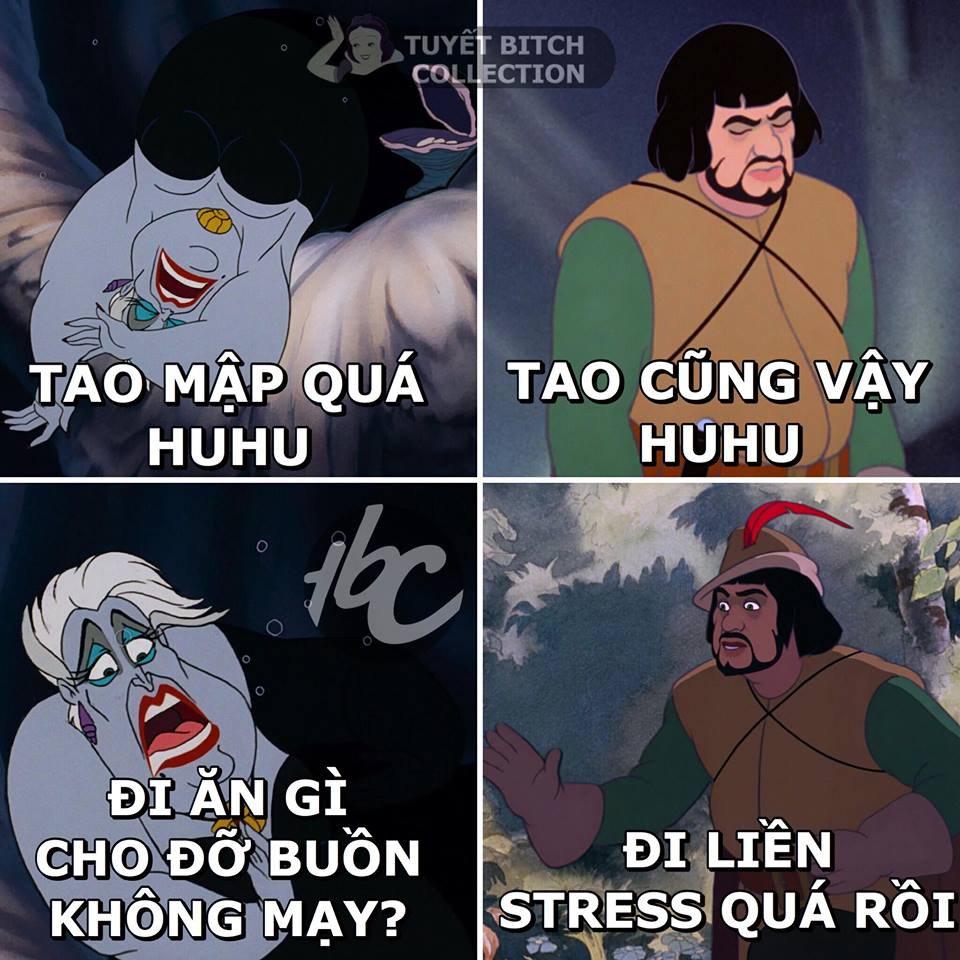 TUYẾT BITCH
COLLECTION
TAO MẬP QUÁ
HUHU
TAO CŨNG VẬY
HUHU
tbc
ĐI ĂN GÌ
CHO ĐỠ BUỒN
KHÔNG MẠY?
ĐI LIỀN
STRESS QUÁ RỒI